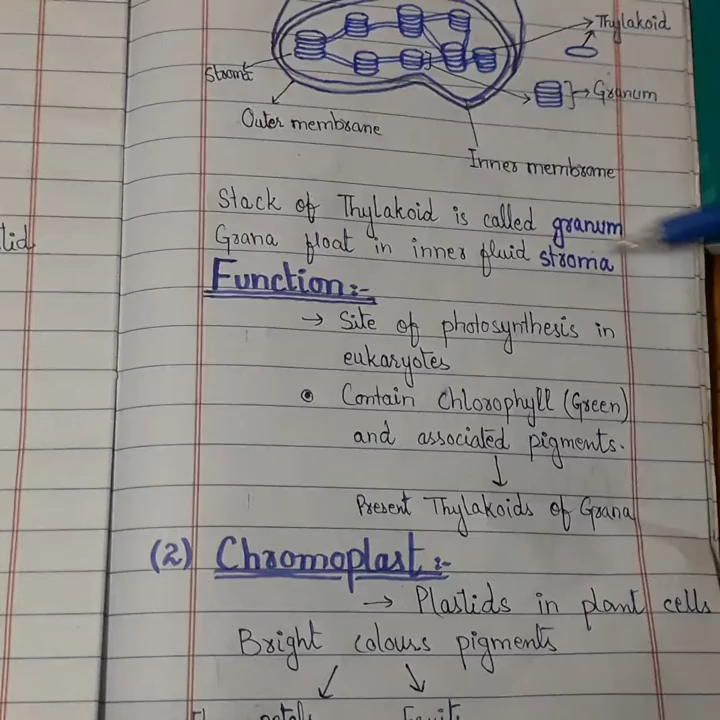 Thylakoid
Stroma
Granum
Outer membrane
Inner membrane
Stack of Thylakoid is called granum
Grana float in inner fluid stroma
Function:-
→ Site of photosynthesis in
eukaryotes
Contain Chlorophyll (Green)
and associated pigments.
↓
Present Thylakoids of Grana
(2) Chromoplast:-
→ Plastids in plant cells
Bright colours pigments